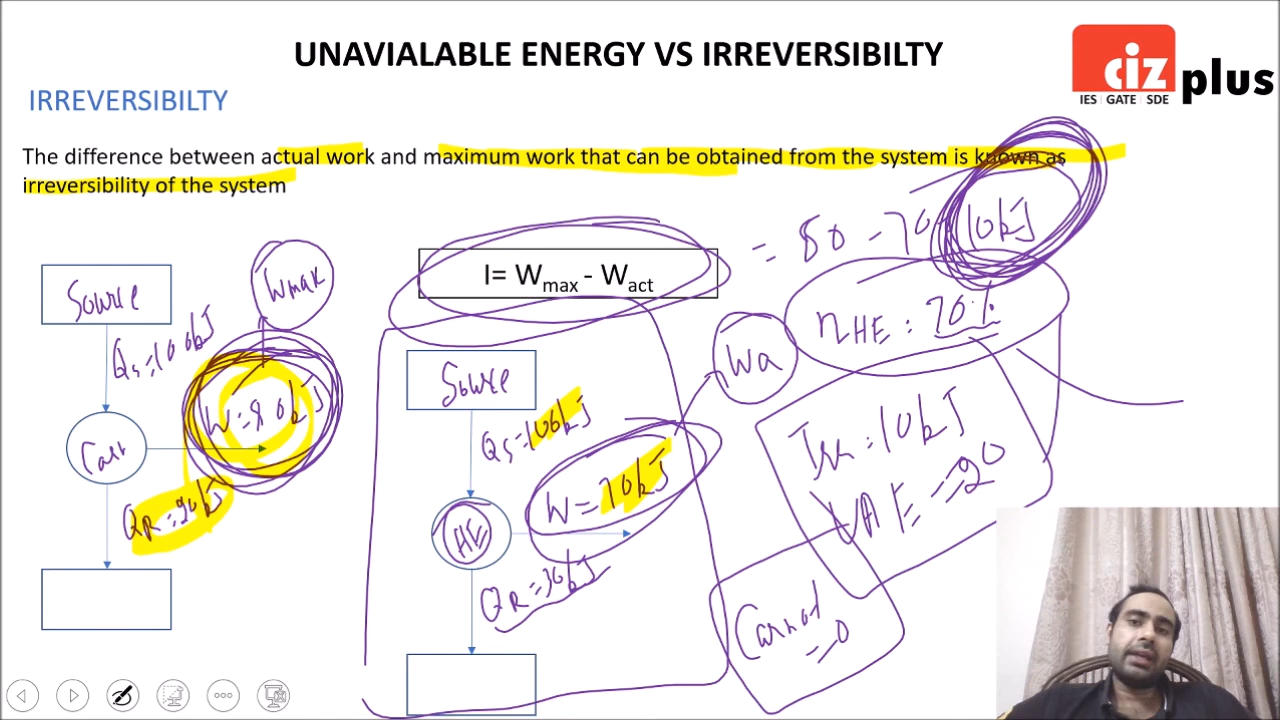 UNAVIALABLE ENERGY VS IRREVERSIBILTY
ciz plus
IES | GATE | SDE
IRREVERSIBILTY
The difference between actual work and maximum work that can be obtained from the system is known as
irreversibility of the system
= 80 - 70
10kJ
I= Wmax - Wact
Wmax
Source
Qs=100kJ
W=80kJ
Carn
QR=20kJ
ηHE = 70%
Wa
Source
Qs=100kJ
W=70kJ
HE
QR=30kJ
Irr=10kJ
UAE=20
Carnot
=0